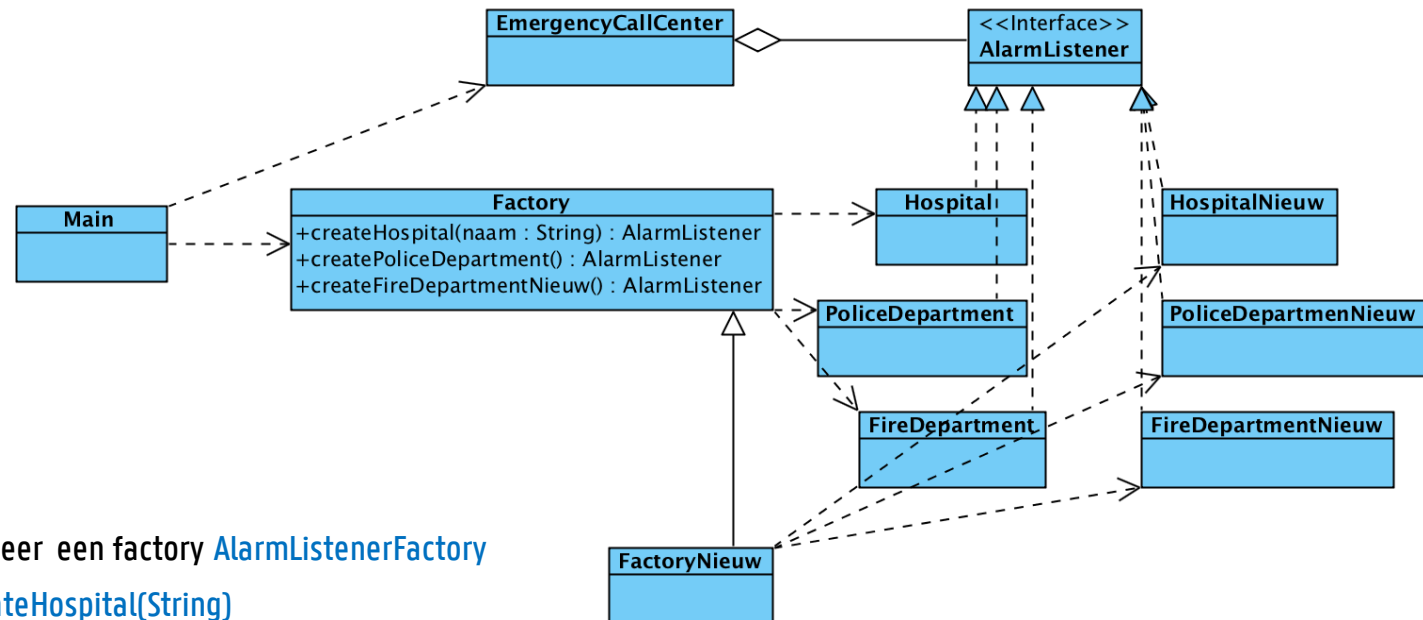 EmergencyCallCenter
<<Interface>>
AlarmListener
Main
Factory
+createHospital(naam : String) : AlarmListener
+createPoliceDepartment() : AlarmListener
+createFireDepartmentNieuw() : AlarmListener
Hospital
HospitalNieuw
PoliceDepartment
PoliceDepartmenNieuw
FireDepartment
FireDepartmentNieuw
FactoryNieuw
eer een factory AlarmListenerFactory
ateHospital(String)